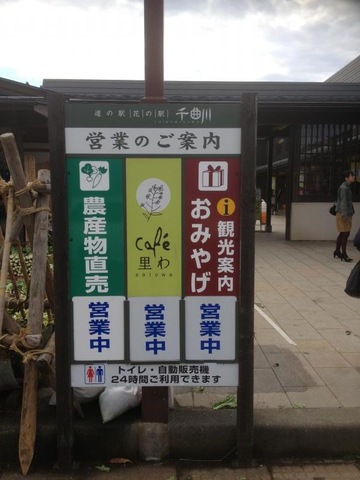 道の駅 花の駅 千曲川
営業のご案内
農産物直売
café
里わ
satowa
i 観光案内
おみやげ
営業中
営業中
営業中
トイレ・自動販売機
24時間ご利用できます